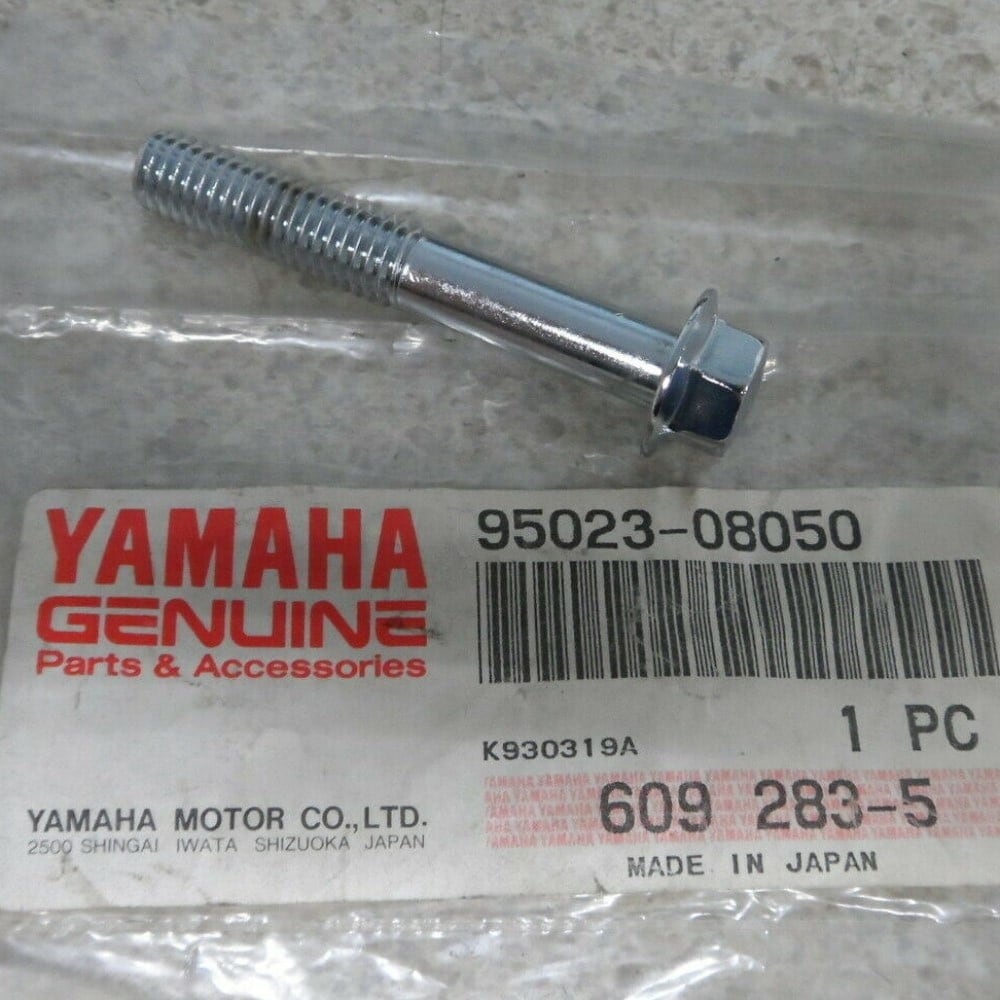 YAMAHA
GENUINE
Parts & Accessories
95023-08050
1 PC
K930319A
609 283-5
MADE IN JAPAN
YAMAHA MOTOR CO.,LTD.
2500 SHINGAI IWATA SHIZUOKA JAPAN